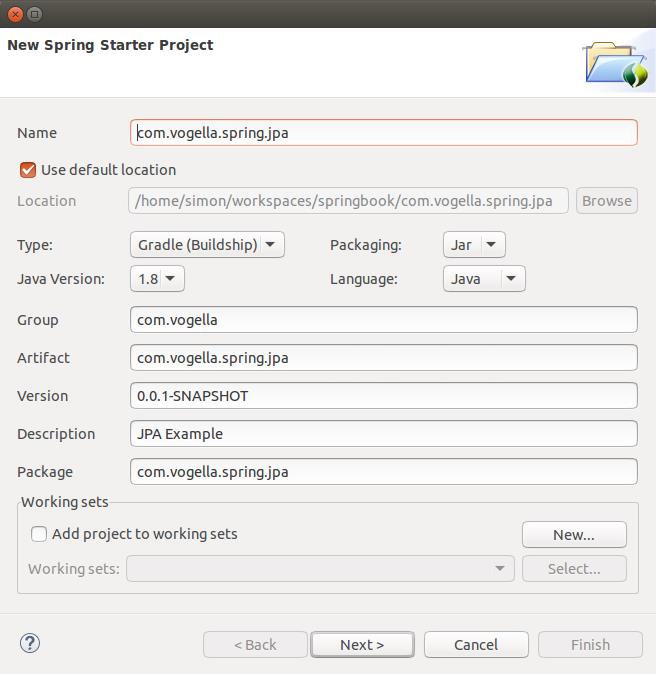 New Spring Starter Project
Name com.vogella.spring.jpa
Use default location
Location /home/simon/workspaces/springbook/com.vogella.spring.jpa Browse
Type: Gradle (Buildship) Packaging: Jar
Java Version: 1.8 Language: Java
Group com.vogella
Artifact com.vogella.spring.jpa
Version 0.0.1-SNAPSHOT
Description JPA Example
Package com.vogella.spring.jpa
Working sets
Add project to working sets New...
Working sets: Select...
? < Back Next > Cancel Finish